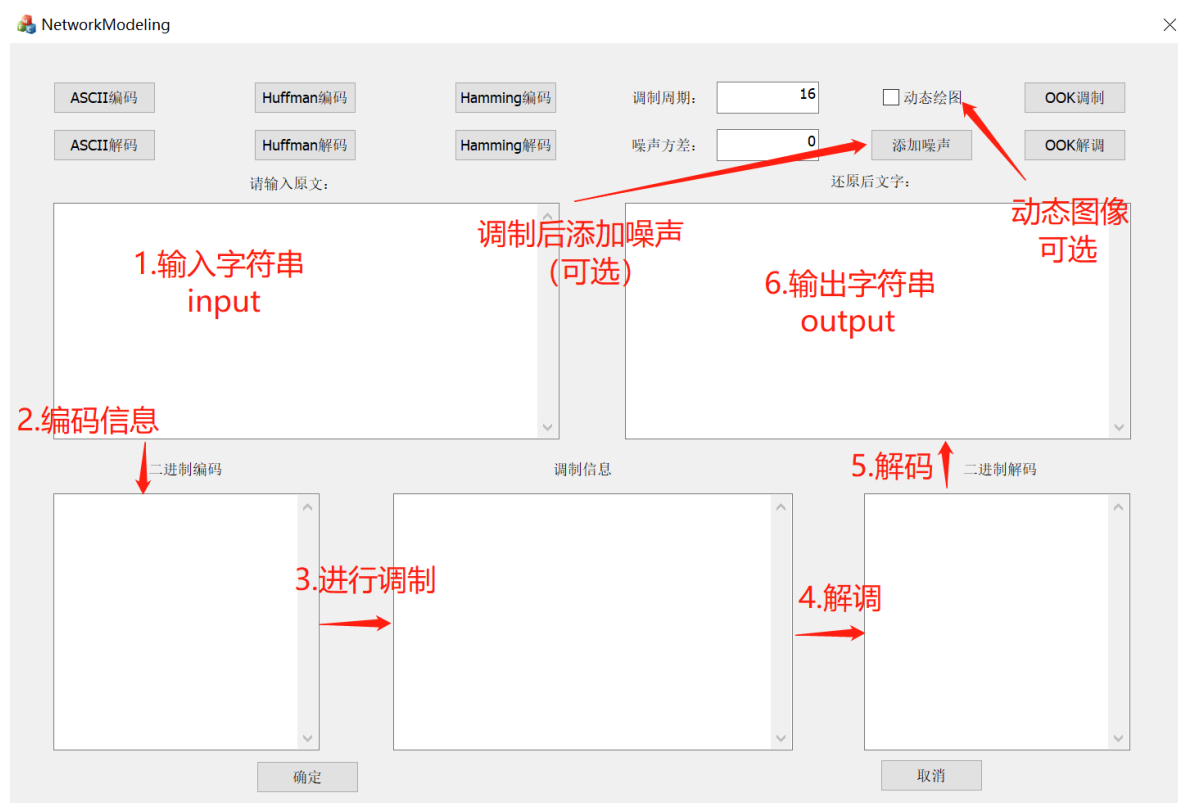 NetworkModeling
ASCII编码
Huffman编码
Hamming编码
调制周期:
16
动态绘图
OOK调制
ASCII解码
Huffman解码
Hamming解码
噪声方差:
0
添加噪声
OOK解调
请输入原文:
还原后文字:
1.输入字符串
input
调制后添加噪声
(可选)
动态图像
可选
6.输出字符串
output
2.编码信息
二进制编码
调制信息
5.解码
二进制解码
3.进行调制
4.解调
确定
取消